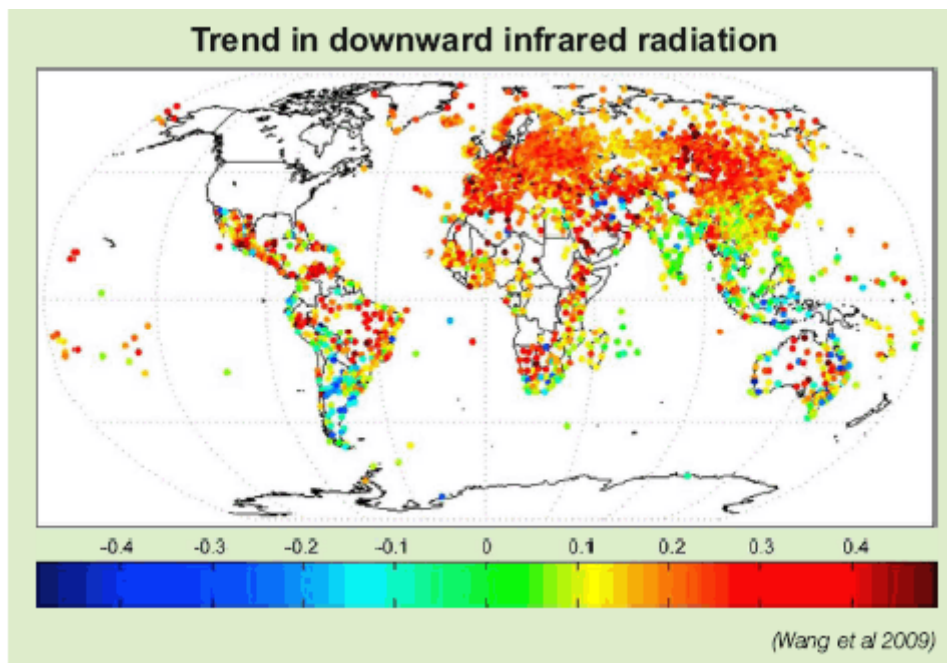 Trend in downward infrared radiation
-0.4 -0.3 -0.2 -0.1 0 0.1 0.2 0.3 0.4
(Wang et al 2009)